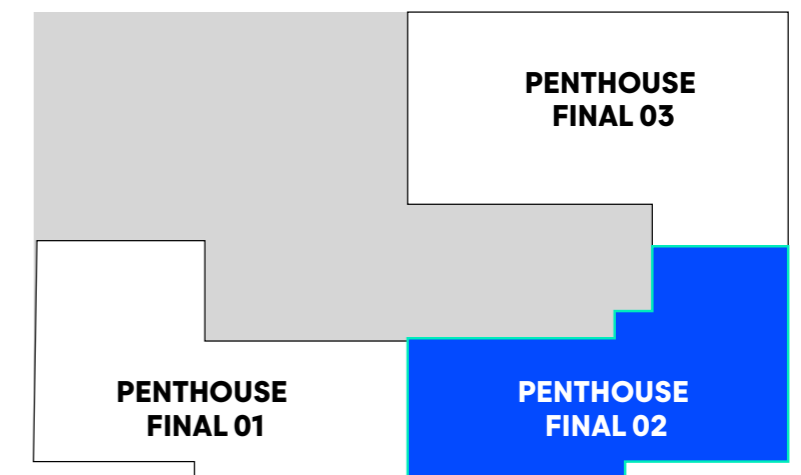 PENTHOUSE
FINAL 03
PENTHOUSE
FINAL 01
PENTHOUSE
FINAL 02